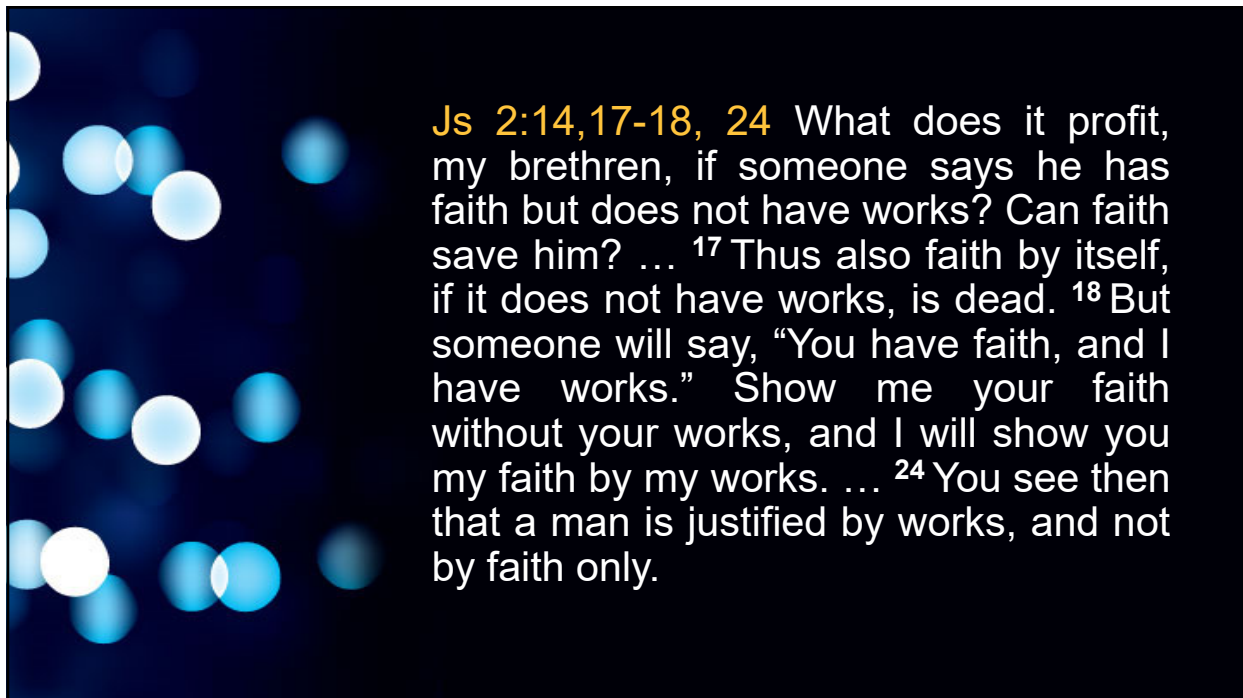 Js 2:14,17-18, 24 What does it profit,
my brethren, if someone says he has
faith but does not have works? Can faith
save him? … 17 Thus also faith by itself,
if it does not have works, is dead. 18 But
someone will say, “You have faith, and I
have works.” Show me your faith
without your works, and I will show you
my faith by my works. … 24 You see then
that a man is justified by works, and not
by faith only.